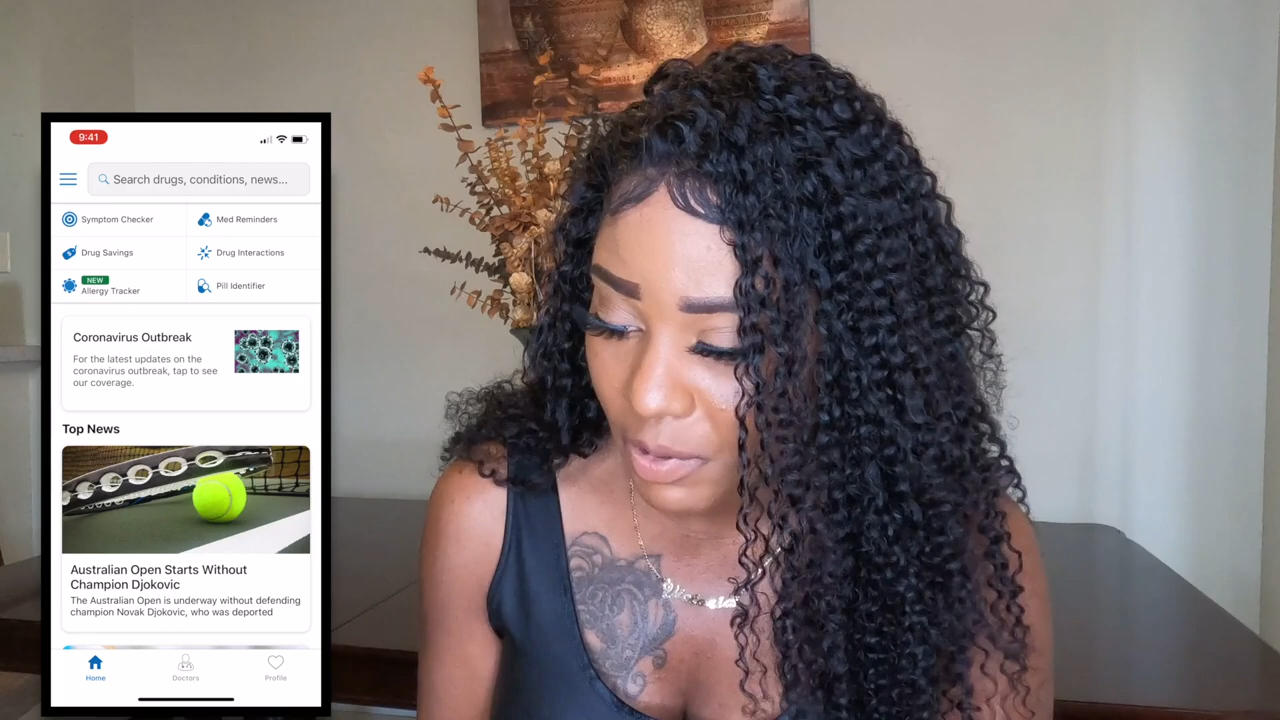 9:41
Search drugs, conditions, news...
Symptom Checker
Med Reminders
Drug Savings
Drug Interactions
NEW
Allergy Tracker
Pill Identifier
Coronavirus Outbreak
For the latest updates on the
coronavirus outbreak, tap to see
our coverage.
Top News
Australian Open Starts Without
Champion Djokovic
The Australian Open is underway without defending
champion Novak Djokovic, who was deported
Home
Doctors
Profile